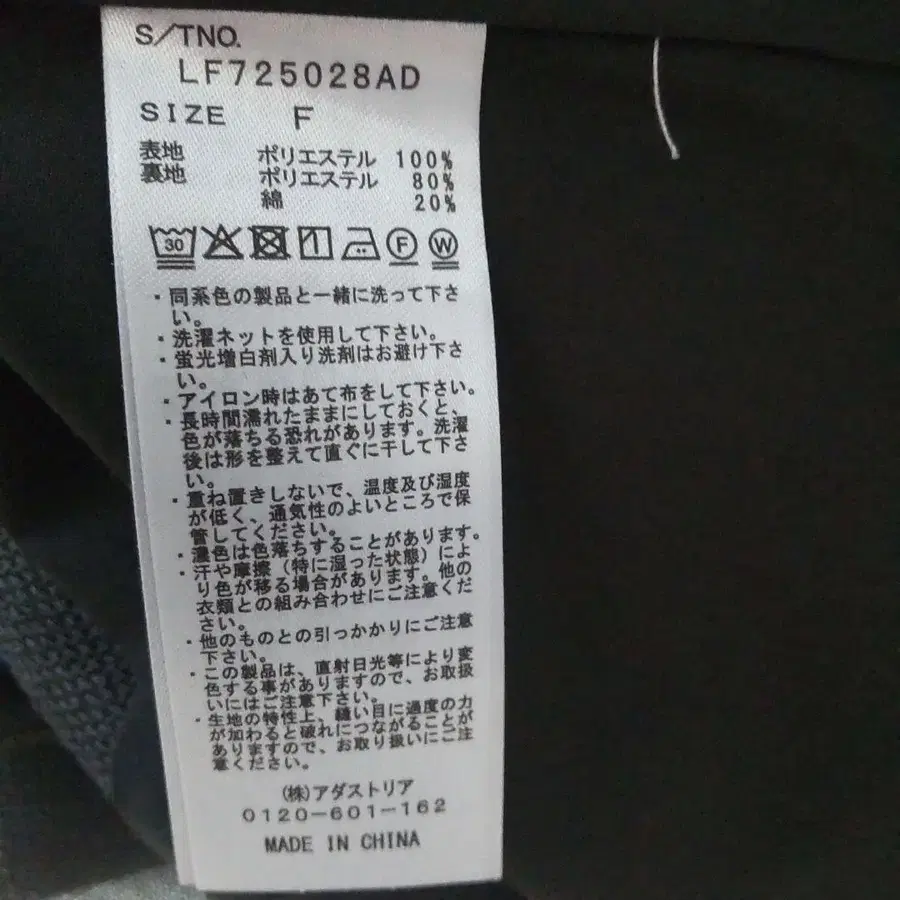 S/TNO.
LF725028AD
SIZE F
表地 ポリエステル 100%
裏地 ポリエステル 80%
綿 20%
30 F W
・同系色の製品と一緒に洗って下さ
い。
・洗濯ネットを使用して下さい。
・蛍光増白剤入り洗剤はお避け下さ
い。
・アイロン時はあて布をして下さい。
・長時間濡れたままにしておくと、
色が落ちる恐れがあります。洗濯
後は形を整えて直ぐに干して下さ
い。
・重ね置きしないで、温度及び湿度
が低く、通気性のよいところで保
管してください。
・濃色は色落ちすることがあります。
・汗や摩擦（特に湿った状態）によ
り色が移る場合があります。他の
衣類との組み合わせにご注意くだ
さい。
・他のものとの引っかかりにご注意
下さい。
・この製品は、直射日光等により変
色する事がありますので、お取扱
いにはご注意下さい。
・生地の特性上、縫い目に過度の力
が加わると破れにつながることが
ありますので、お取り扱いにご注
意ください。
(株)アダストリア
0120-601-162
MADE IN CHINA